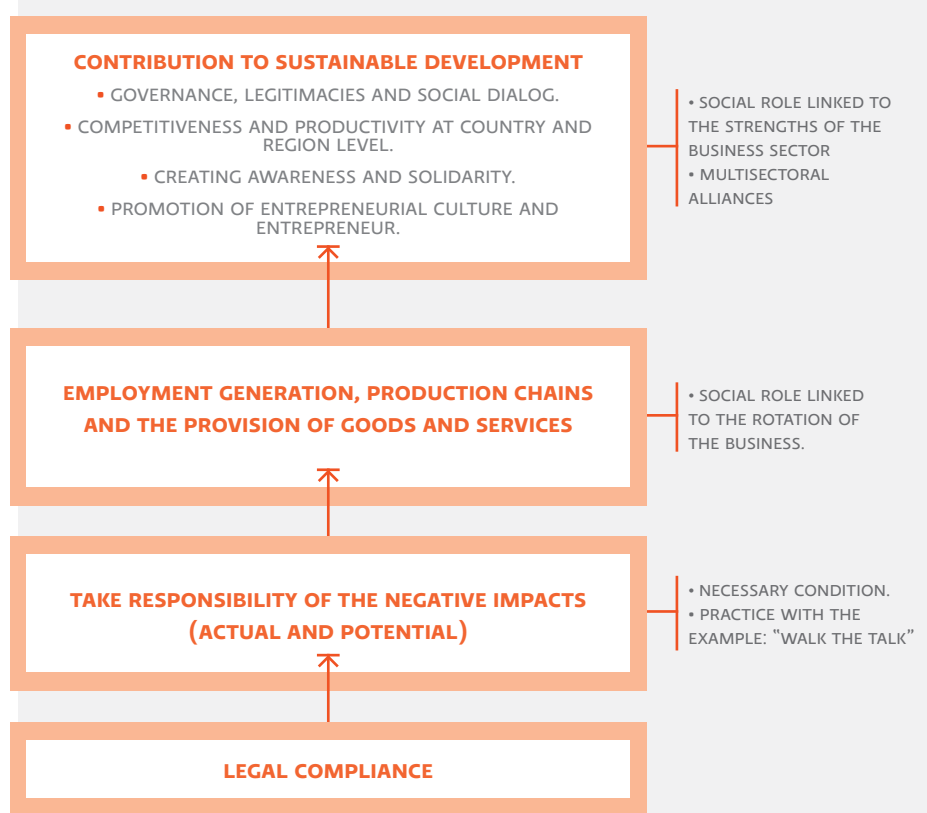 CONTRIBUTION TO SUSTAINABLE DEVELOPMENT
▪ GOVERNANCE, LEGITIMACIES AND SOCIAL DIALOG.
▪ COMPETITIVENESS AND PRODUCTIVITY AT COUNTRY AND
REGION LEVEL.
▪ CREATING AWARENESS AND SOLIDARITY.
▪ PROMOTION OF ENTREPRENEURIAL CULTURE AND
ENTREPRENEUR.
• SOCIAL ROLE LINKED TO
THE STRENGTHS OF THE
BUSINESS SECTOR
• MULTISECTORAL
ALLIANCES
EMPLOYMENT GENERATION, PRODUCTION CHAINS
AND THE PROVISION OF GOODS AND SERVICES
• SOCIAL ROLE LINKED
TO THE ROTATION OF
THE BUSINESS.
TAKE RESPONSIBILITY OF THE NEGATIVE IMPACTS
(ACTUAL AND POTENTIAL)
• NECESSARY CONDITION.
• PRACTICE WITH THE
EXAMPLE: "WALK THE TALK"
LEGAL COMPLIANCE